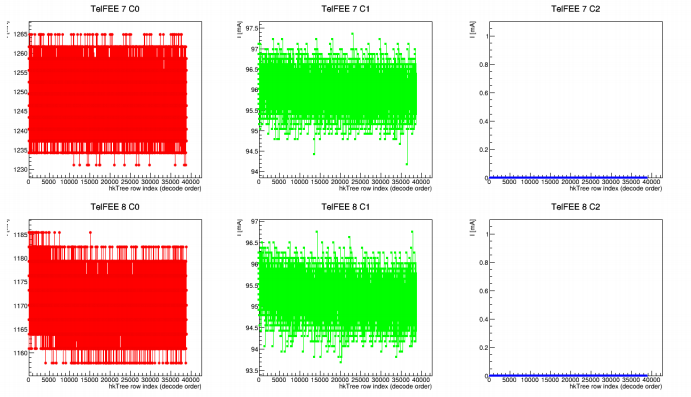 TelFEE 7 C0
TelFEE 7 C1
TelFEE 7 C2
1265
1260
1255
1250
1245
1240
1235
1230
0 5000 10000 15000 20000 25000 30000 35000 40000
hkTree row index (decode order)
I [mA]
97.5
97
96.5
96
95.5
95
94.5
94
0 5000 10000 15000 20000 25000 30000 35000 40000
hkTree row index (decode order)
I [mA]
1
0.8
0.6
0.4
0.2
0
0 5000 10000 15000 20000 25000 30000 35000 40000
hkTree row index (decode order)
TelFEE 8 C0
TelFEE 8 C1
TelFEE 8 C2
1185
1180
1175
1170
1165
1160
0 5000 10000 15000 20000 25000 30000 35000 40000
hkTree row index (decode order)
I [mA]
97
96.5
96
95.5
95
94.5
94
93.5
0 5000 10000 15000 20000 25000 30000 35000 40000
hkTree row index (decode order)
I [mA]
1
0.8
0.6
0.4
0.2
0
0 5000 10000 15000 20000 25000 30000 35000 40000
hkTree row index (decode order)